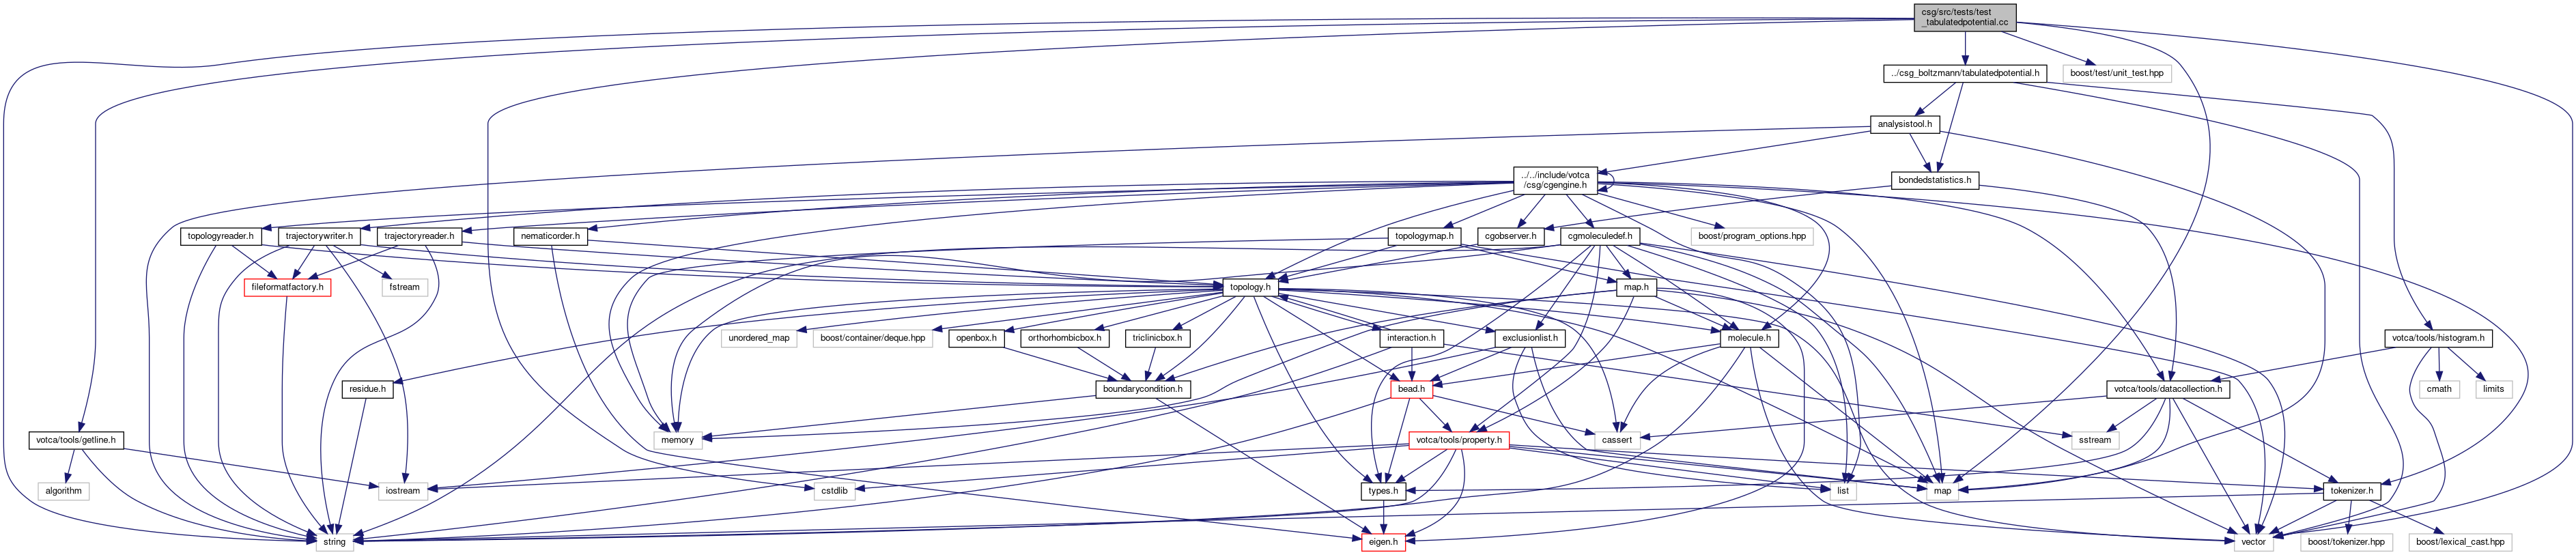 csg/src/tests/test
_tabulatedpotential.cc
../csg_boltzmann/tabulatedpotential.h
boost/test/unit_test.hpp
analysistool.h
../../include/votca
/csg/cgengine.h
bondedstatistics.h
topologyreader.h
trajectorywriter.h
trajectoryreader.h
nematicorder.h
topologymap.h
cgobserver.h
cgmoleculedef.h
boost/program_options.hpp
fileformatfactory.h
fstream
topology.h
map.h
unordered_map
boost/container/deque.hpp
openbox.h
orthorhombicbox.h
triclinicbox.h
interaction.h
exclusionlist.h
molecule.h
votca/tools/histogram.h
residue.h
boundarycondition.h
bead.h
votca/tools/datacollection.h
cmath
limits
votca/tools/getline.h
memory
votca/tools/property.h
cassert
sstream
algorithm
iostream
cstdlib
types.h
list
map
tokenizer.h
string
eigen.h
vector
boost/tokenizer.hpp
boost/lexical_cast.hpp